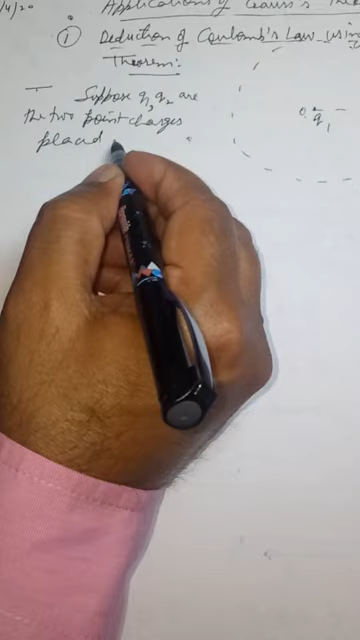 Applications of Gauss's
① Deduction of Coulomb's Law using
Theorem:
Suppose q₁, q₂ are
the two point charges
placed
q₁